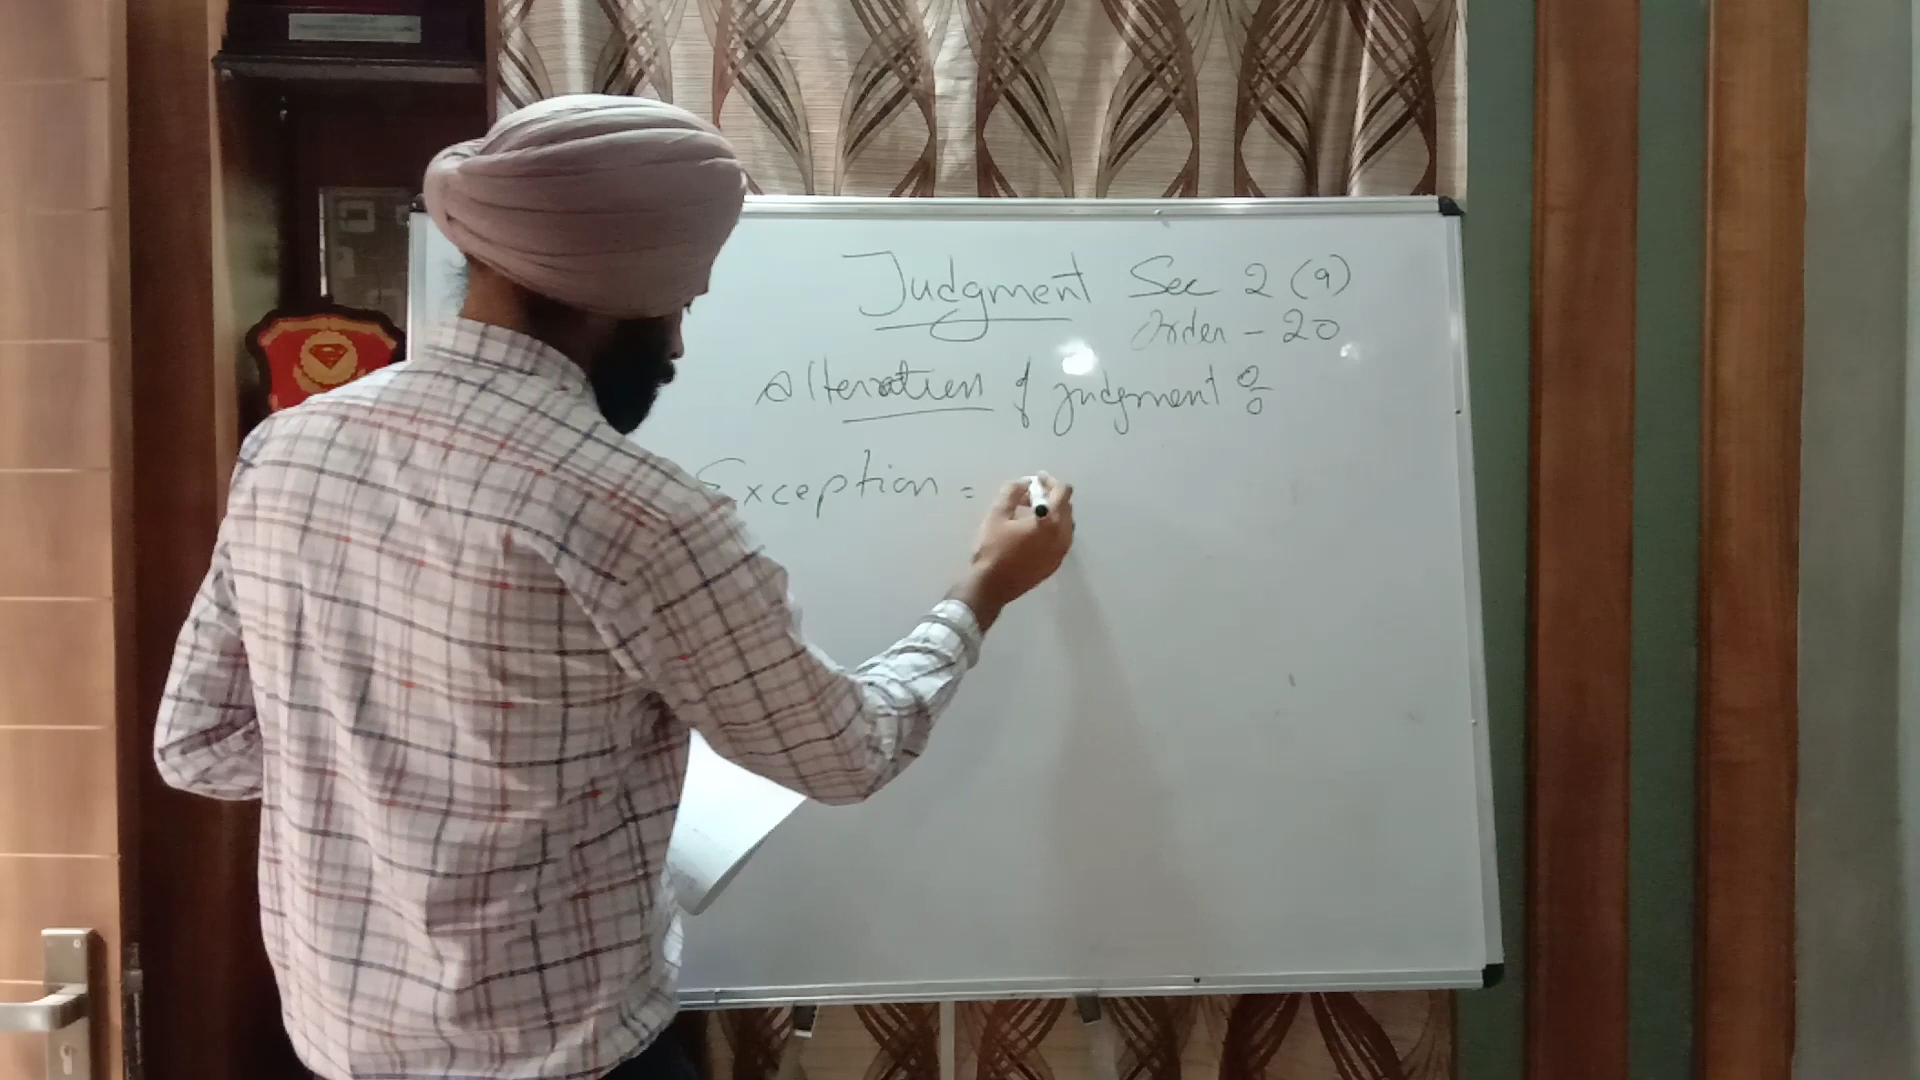 Judgment Sec 2 (9)
Order - 20
Alteration of judgment :-
Exception =